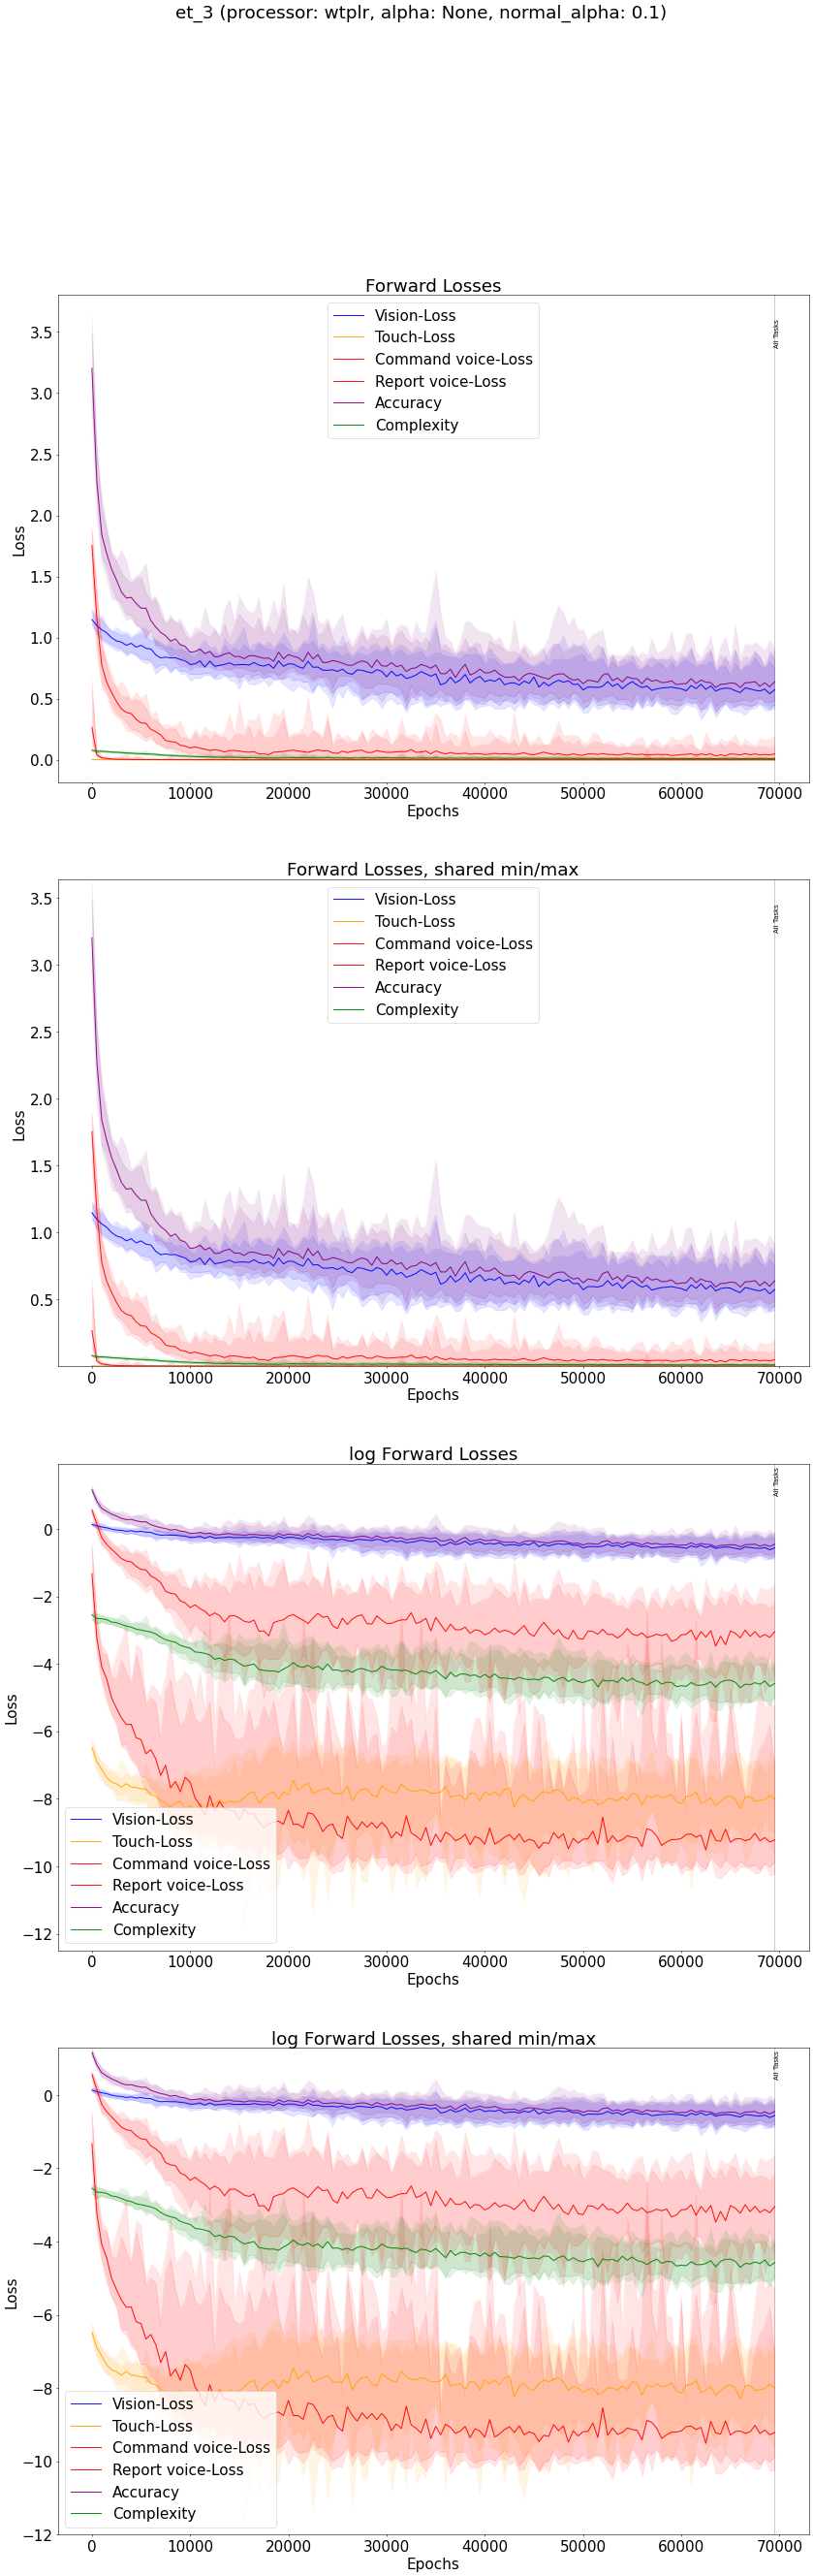 et_3 (processor: wtplr, alpha: None, normal_alpha: 0.1)
Forward Losses
Vision-Loss
Touch-Loss
Command voice-Loss
Report voice-Loss
Accuracy
Complexity
All Tasks
Loss
3.5
3.0
2.5
2.0
1.5
1.0
0.5
0.0
0 10000 20000 30000 40000 50000 60000 70000
Epochs
Forward Losses, shared min/max
Vision-Loss
Touch-Loss
Command voice-Loss
Report voice-Loss
Accuracy
Complexity
All Tasks
Loss
3.5
3.0
2.5
2.0
1.5
1.0
0.5
0 10000 20000 30000 40000 50000 60000 70000
Epochs
log Forward Losses
All Tasks
Loss
0
−2
−4
−6
−8
−10
−12
Vision-Loss
Touch-Loss
Command voice-Loss
Report voice-Loss
Accuracy
Complexity
0 10000 20000 30000 40000 50000 60000 70000
Epochs
log Forward Losses, shared min/max
All Tasks
Loss
0
−2
−4
−6
−8
−10
−12
Vision-Loss
Touch-Loss
Command voice-Loss
Report voice-Loss
Accuracy
Complexity
0 10000 20000 30000 40000 50000 60000 70000
Epochs